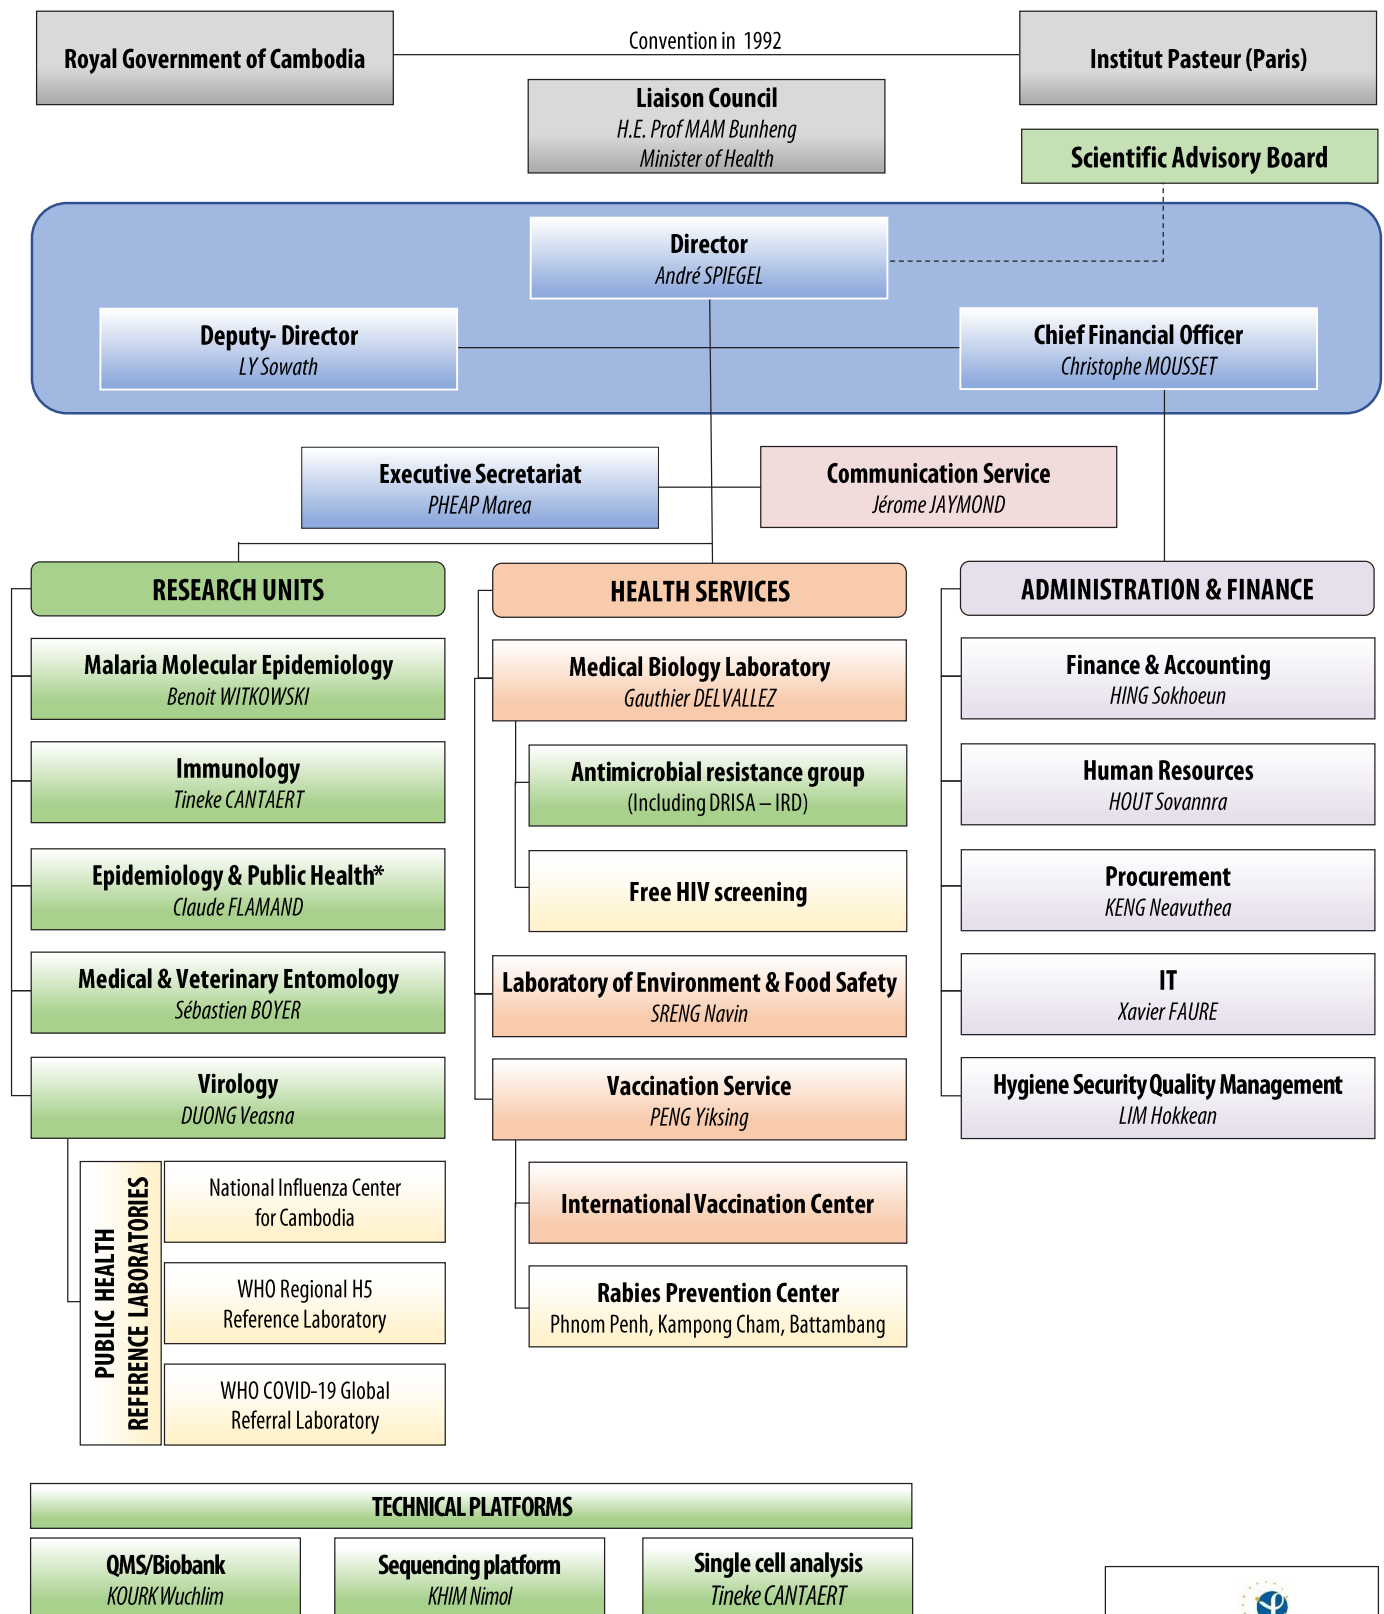 Royal Government of Cambodia
Convention in 1992
Institut Pasteur (Paris)
Liaison Council
H.E. Prof MAM Bunheng
Minister of Health
Scientific Advisory Board
Director
André SPIEGEL
Deputy- Director
LY Sowath
Chief Financial Officer
Christophe MOUSSET
Executive Secretariat
PHEAP Marea
Communication Service
Jérome JAYMOND
RESEARCH UNITS
Malaria Molecular Epidemiology
Benoit WITKOWSKI
Immunology
Tineke CANTAERT
Epidemiology & Public Health*
Claude FLAMAND
Medical & Veterinary Entomology
Sébastien BOYER
Virology
DUONG Veasna
PUBLIC HEALTH
REFERENCE LABORATORIES
National Influenza Center
for Cambodia
WHO Regional H5
Reference Laboratory
WHO COVID-19 Global
Referral Laboratory
HEALTH SERVICES
Medical Biology Laboratory
Gauthier DELVALLEZ
Antimicrobial resistance group
(Including DRISA – IRD)
Free HIV screening
Laboratory of Environment & Food Safety
SRENG Navin
Vaccination Service
PENG Yiksing
International Vaccination Center
Rabies Prevention Center
Phnom Penh, Kampong Cham, Battambang
ADMINISTRATION & FINANCE
Finance & Accounting
HING Sokhoeun
Human Resources
HOUT Sovannra
Procurement
KENG Neavuthea
IT
Xavier FAURE
Hygiene Security Quality Management
LIM Hokkean
TECHNICAL PLATFORMS
QMS/Biobank
KOURK Wuchlim
Sequencing platform
KHIM Nimol
Single cell analysis
Tineke CANTAERT